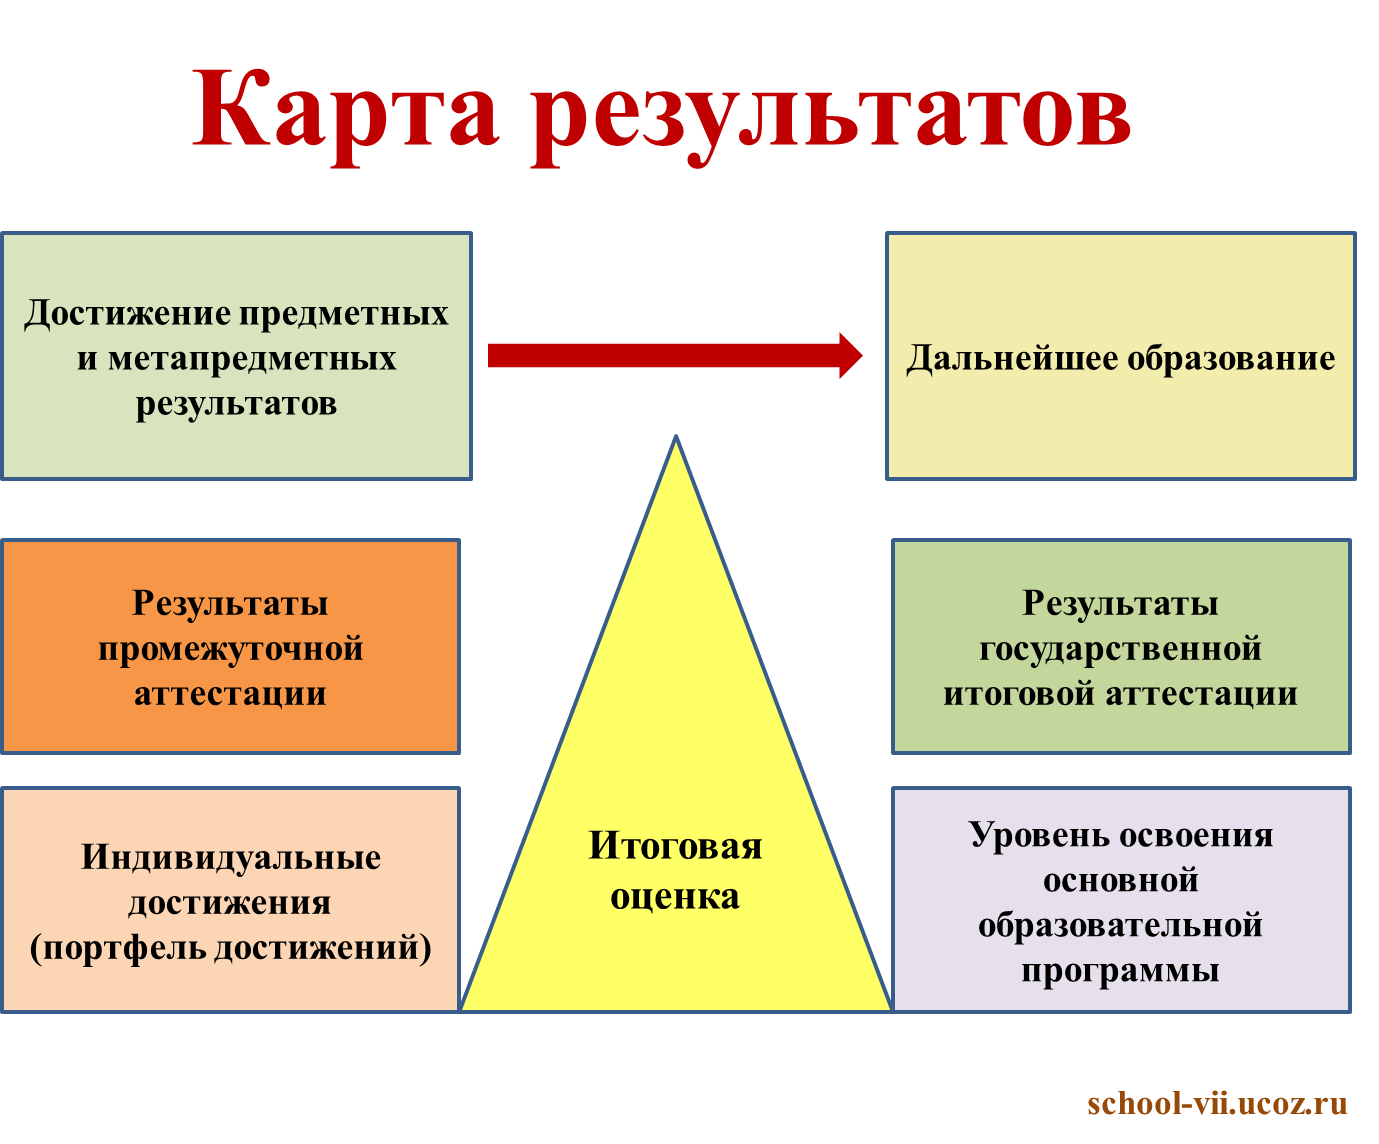 Карта результатов
Достижение предметных
и метапредметных
результатов
Дальнейшее образование
Результаты
промежуточной
аттестации
Результаты
государственной
итоговой аттестации
Индивидуальные
достижения
(портфель достижений)
Итоговая
оценка
Уровень освоения
основной
образовательной
программы
school-vii.ucoz.ru